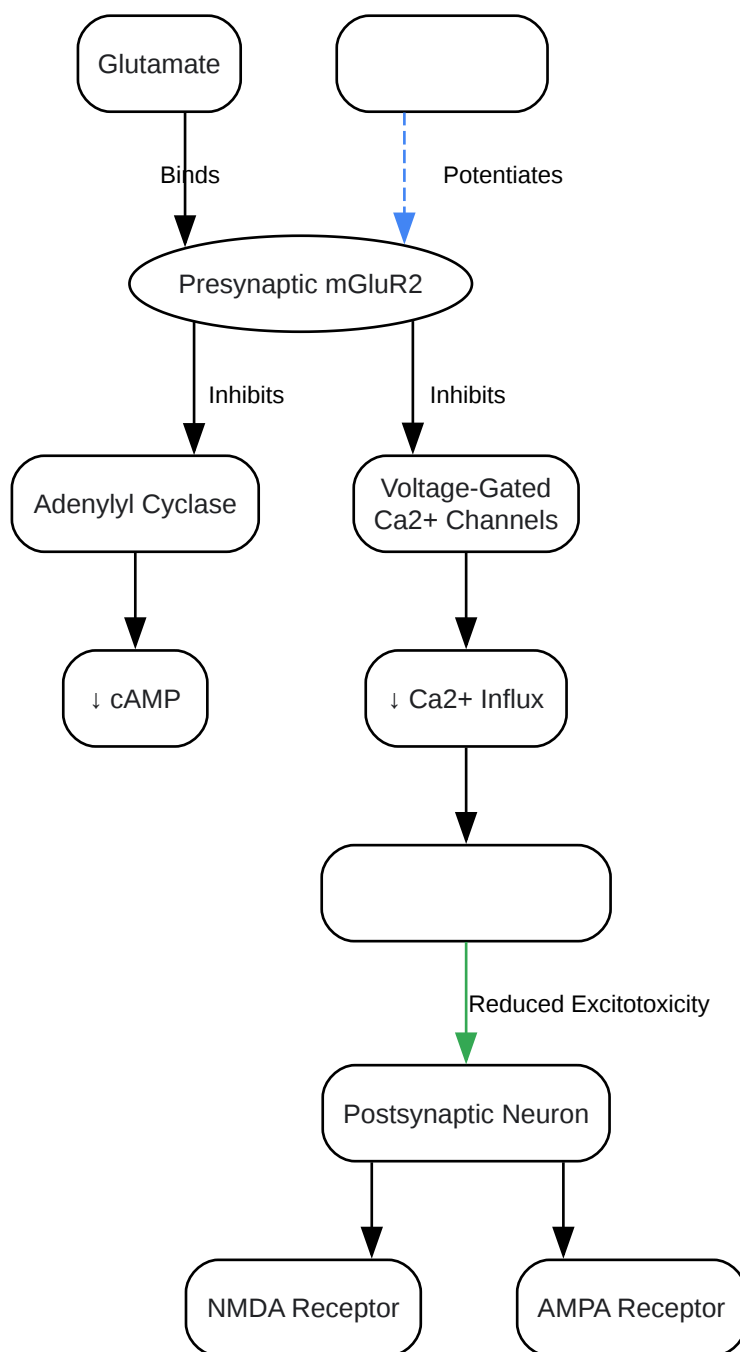 Glutamate
Binds
Potentiates
Presynaptic mGluR2
Inhibits
Inhibits
Adenylyl Cyclase
Voltage-Gated
Ca2+ Channels
↓ cAMP
↓ Ca2+ Influx
Reduced Excitotoxicity
Postsynaptic Neuron
NMDA Receptor
AMPA Receptor